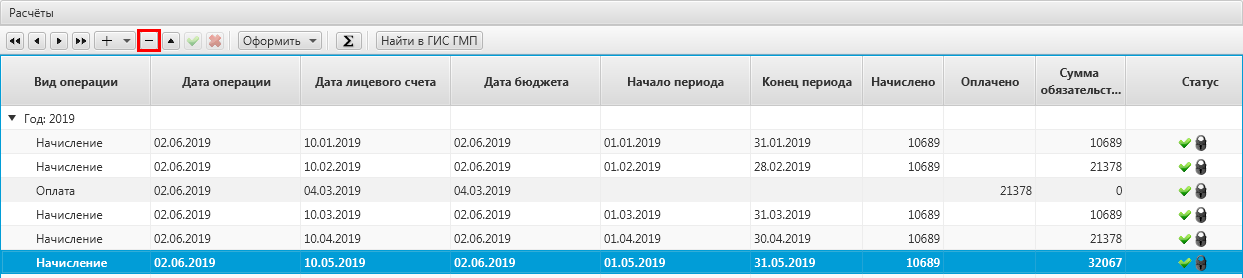 Расчёты
Оформить Σ Найти в ГИС ГМП
Вид операции Дата операции Дата лицевого счета Дата бюджета Начало периода Конец периода Начислено Оплачено Сумма обязательст... Статус
Год: 2019
Начисление 02.06.2019 10.01.2019 02.06.2019 01.01.2019 31.01.2019 10689 10689
Начисление 02.06.2019 10.02.2019 02.06.2019 01.02.2019 28.02.2019 10689 21378
Оплата 02.06.2019 04.03.2019 04.03.2019 21378 0
Начисление 02.06.2019 10.03.2019 02.06.2019 01.03.2019 31.03.2019 10689 10689
Начисление 02.06.2019 10.04.2019 02.06.2019 01.04.2019 30.04.2019 10689 21378
Начисление 02.06.2019 10.05.2019 02.06.2019 01.05.2019 31.05.2019 10689 32067